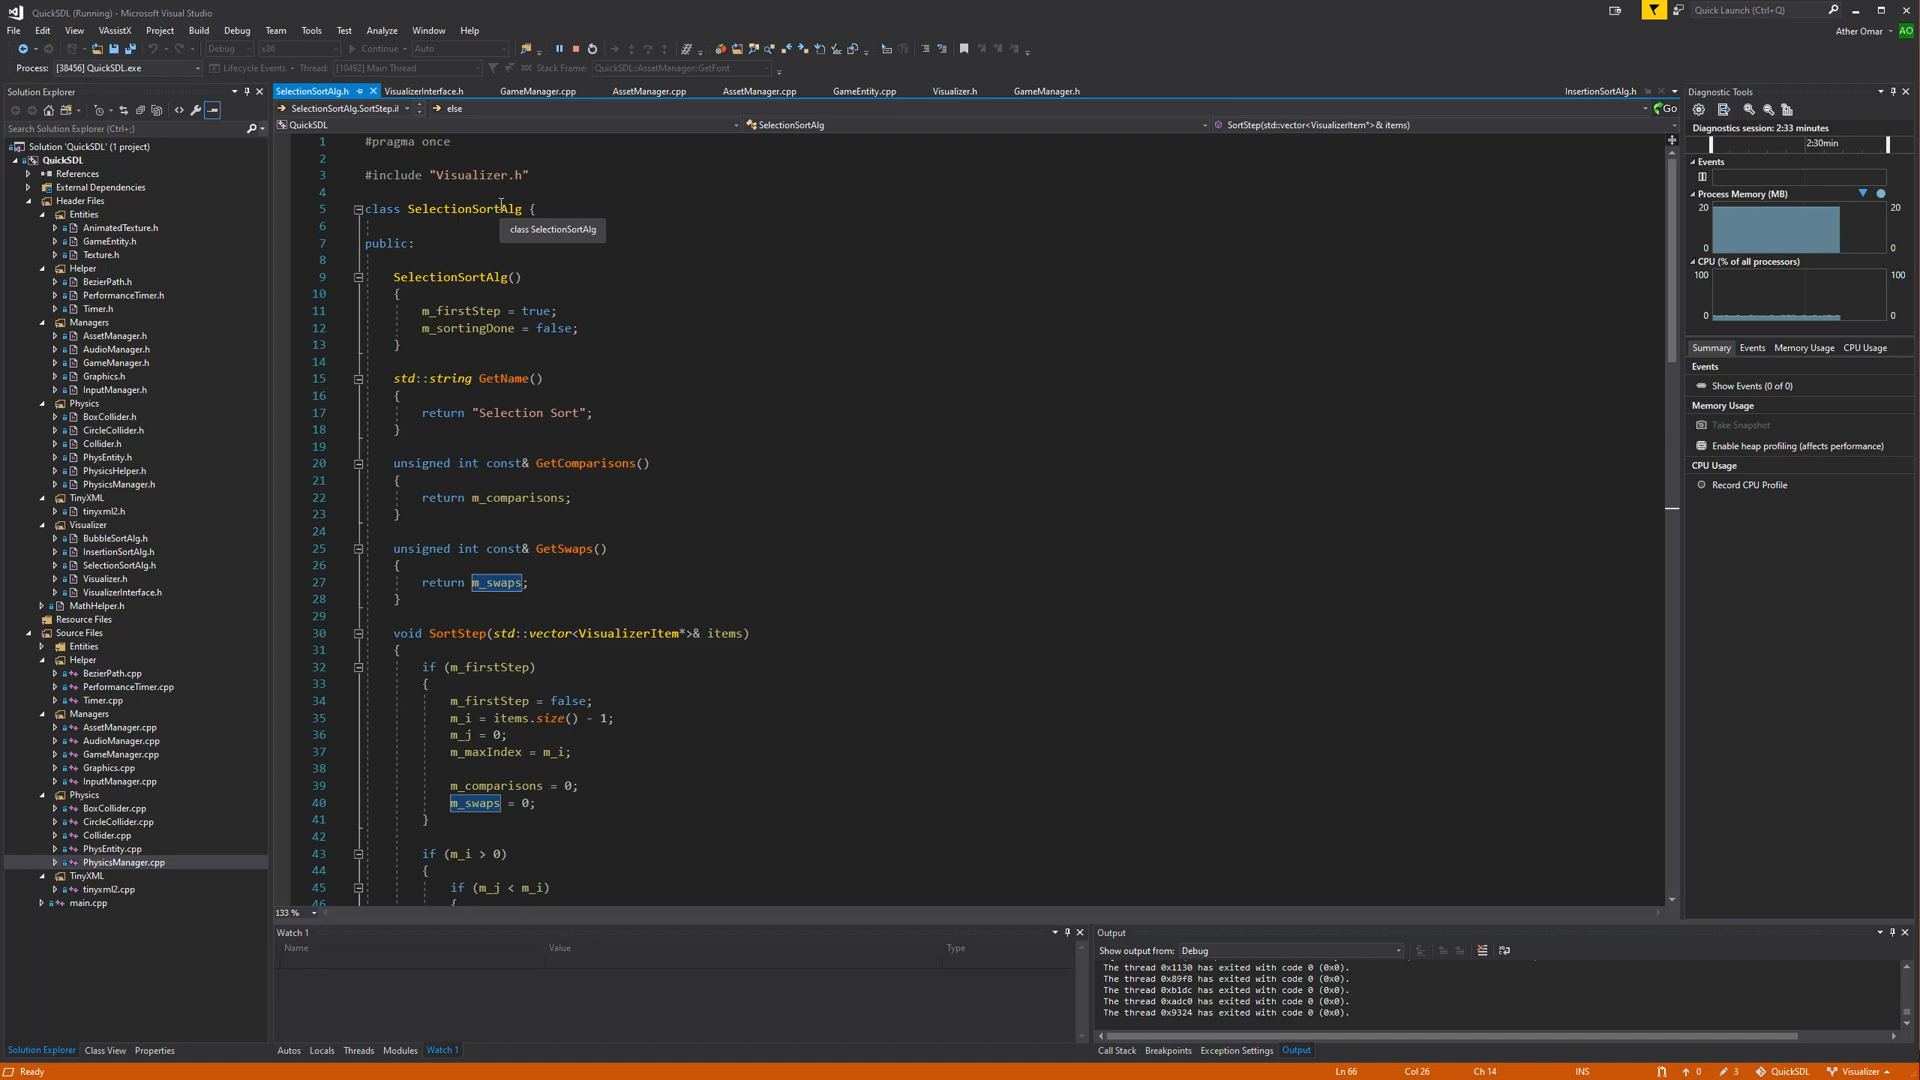 QuickSDL (Running) - Microsoft Visual Studio
Quick Launch (Ctrl+Q)
File Edit View VAssistX Project Build Debug Team Tools Test Analyze Window Help
Ather Omar AO
Debug x86 Continue Auto
Process: [38456] QuickSDL.exe Lifecycle Events Thread: [10492] Main Thread Stack Frame: QuickSDL::AssetManager::GetFont
Solution Explorer
Search Solution Explorer (Ctrl+;)
Solution 'QuickSDL' (1 project)
QuickSDL
References
External Dependencies
Header Files
Entities
AnimatedTexture.h
GameEntity.h
Texture.h
Helper
BezierPath.h
PerformanceTimer.h
Timer.h
Managers
AssetManager.h
AudioManager.h
GameManager.h
Graphics.h
InputManager.h
Physics
BoxCollider.h
CircleCollider.h
Collider.h
PhysEntity.h
PhysicsHelper.h
PhysicsManager.h
TinyXML
tinyxml2.h
Visualizer
BubbleSortAlg.h
InsertionSortAlg.h
SelectionSortAlg.h
Visualizer.h
VisualizerInterface.h
MathHelper.h
Resource Files
Source Files
Entities
Helper
BezierPath.cpp
PerformanceTimer.cpp
Timer.cpp
Managers
AssetManager.cpp
AudioManager.cpp
GameManager.cpp
Graphics.cpp
InputManager.cpp
Physics
BoxCollider.cpp
CircleCollider.cpp
Collider.cpp
PhysEntity.cpp
PhysicsManager.cpp
TinyXML
tinyxml2.cpp
main.cpp
Solution Explorer Class View Properties
SelectionSortAlg.h VisualizerInterface.h GameManager.cpp AssetManager.cpp AssetManager.cpp GameEntity.cpp Visualizer.h GameManager.h InsertionSortAlg.h
SelectionSortAlg.SortStep.if else Go
QuickSDL SelectionSortAlg SortStep(std::vector<VisualizerItem*>& items)
1 #pragma once
2
3 #include "Visualizer.h"
4
5 class SelectionSortAlg {
6
class SelectionSortAlg
7 public:
8
9 SelectionSortAlg()
10 {
11 m_firstStep = true;
12 m_sortingDone = false;
13 }
14
15 std::string GetName()
16 {
17 return "Selection Sort";
18 }
19
20 unsigned int const& GetComparisons()
21 {
22 return m_comparisons;
23 }
24
25 unsigned int const& GetSwaps()
26 {
27 return m_swaps;
28 }
29
30 void SortStep(std::vector<VisualizerItem*>& items)
31 {
32 if (m_firstStep)
33 {
34 m_firstStep = false;
35 m_i = items.size() - 1;
36 m_j = 0;
37 m_maxIndex = m_i;
38
39 m_comparisons = 0;
40 m_swaps = 0;
41 }
42
43 if (m_i > 0)
44 {
45 if (m_j < m_i)
46 {
133 %
Watch 1
Name Value Type
Autos Locals Threads Modules Watch 1
Output
Show output from: Debug
The thread 0x1130 has exited with code 0 (0x0).
The thread 0x89f8 has exited with code 0 (0x0).
The thread 0xb1dc has exited with code 0 (0x0).
The thread 0xadc0 has exited with code 0 (0x0).
The thread 0x9324 has exited with code 0 (0x0).
Call Stack Breakpoints Exception Settings Output
Diagnostic Tools
Diagnostics session: 2:33 minutes
2:30min
Events
Process Memory (MB)
20 20
0 0
CPU (% of all processors)
100 100
0 0
Summary Events Memory Usage CPU Usage
Events
Show Events (0 of 0)
Memory Usage
Take Snapshot
Enable heap profiling (affects performance)
CPU Usage
Record CPU Profile
Ready Ln 66 Col 26 Ch 14 INS 0 3 QuickSDL Visualizer